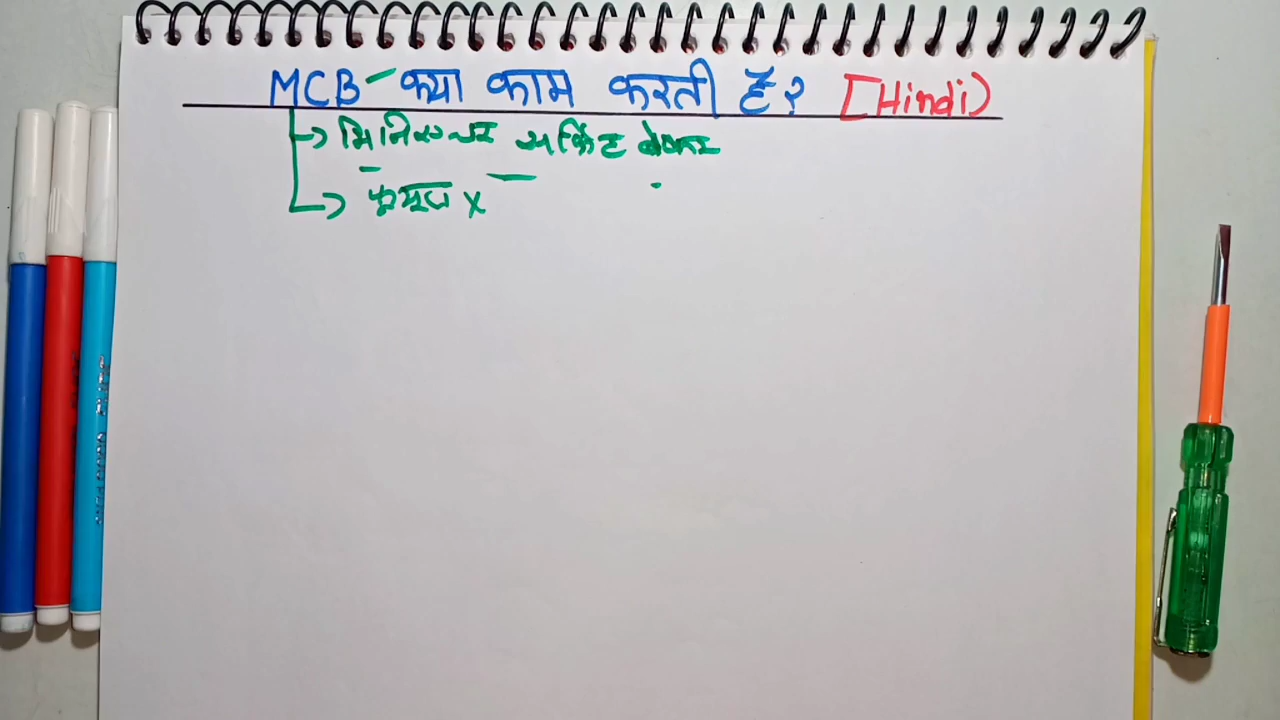 MCB - क्या काम करती है? [Hindi]
→ मिनिएचर सर्किट ब्रेकर
→ फ्यूज x